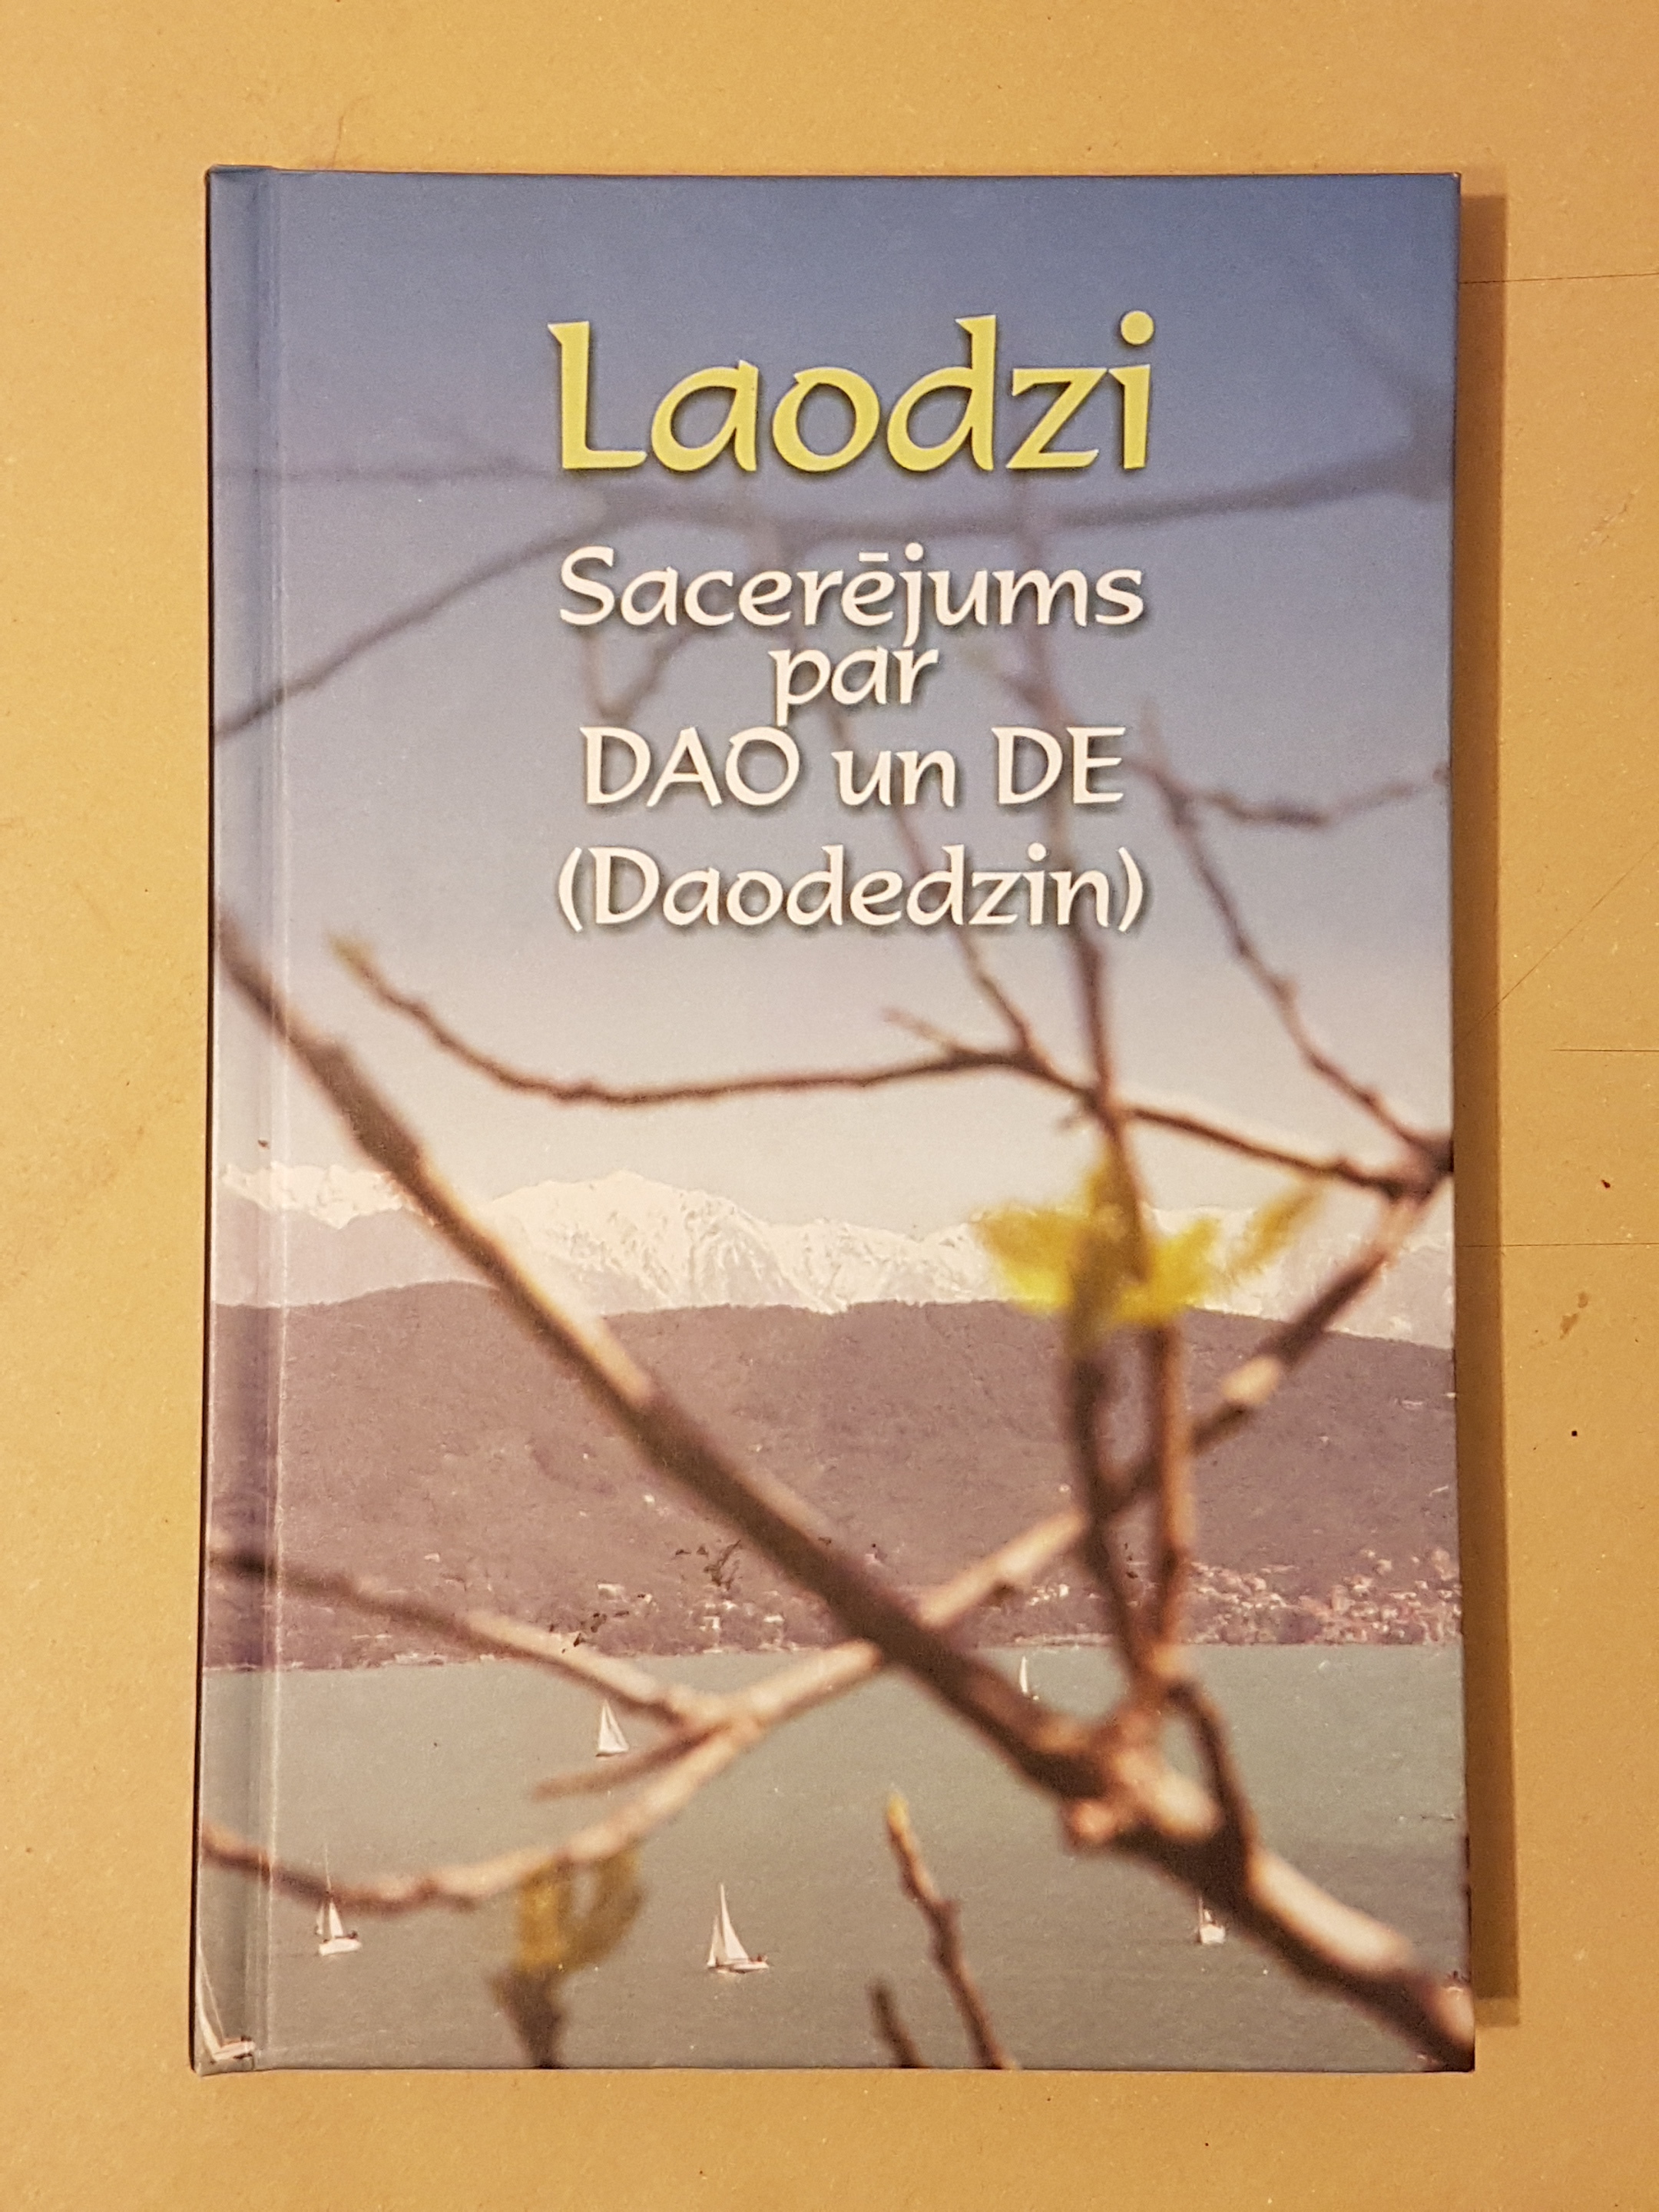 Laodzi
Sacerējums
par
DAO un DE
(Daodedzin)